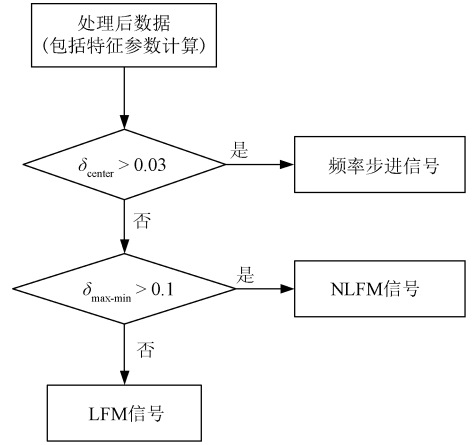 处理后数据
(包括特征参数计算)
δcenter > 0.03
是
频率步进信号
否
δmax-min > 0.1
是
NLFM信号
否
LFM信号